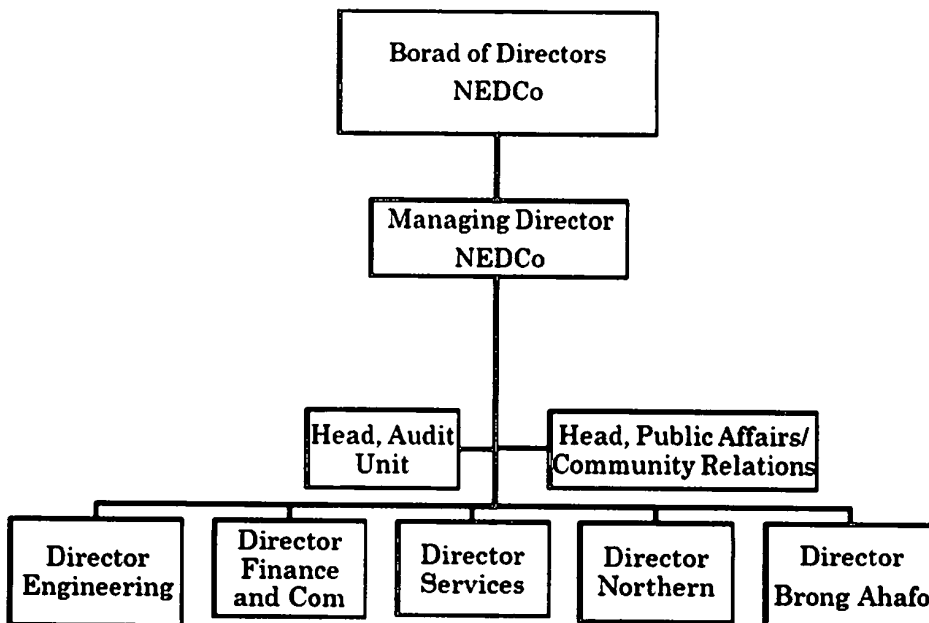 Borad of Directors
NEDCo
Managing Director
NEDCo
Head, Audit
Unit
Head, Public Affairs/
Community Relations
Director
Engineering
Director
Finance
and Com
Director
Services
Director
Northern
Director
Brong Ahafo